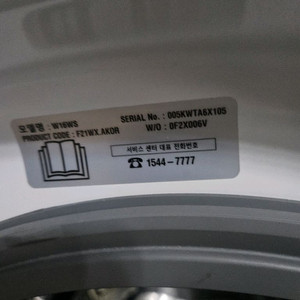 모델명 : W16WS
PRODUCT CODE : F21WX.AKOR
SERIAL No. : 005KWTA6X105
W/O : 0F2X006V
서비스 센터 대표 전화번호
☎ 1544-7777